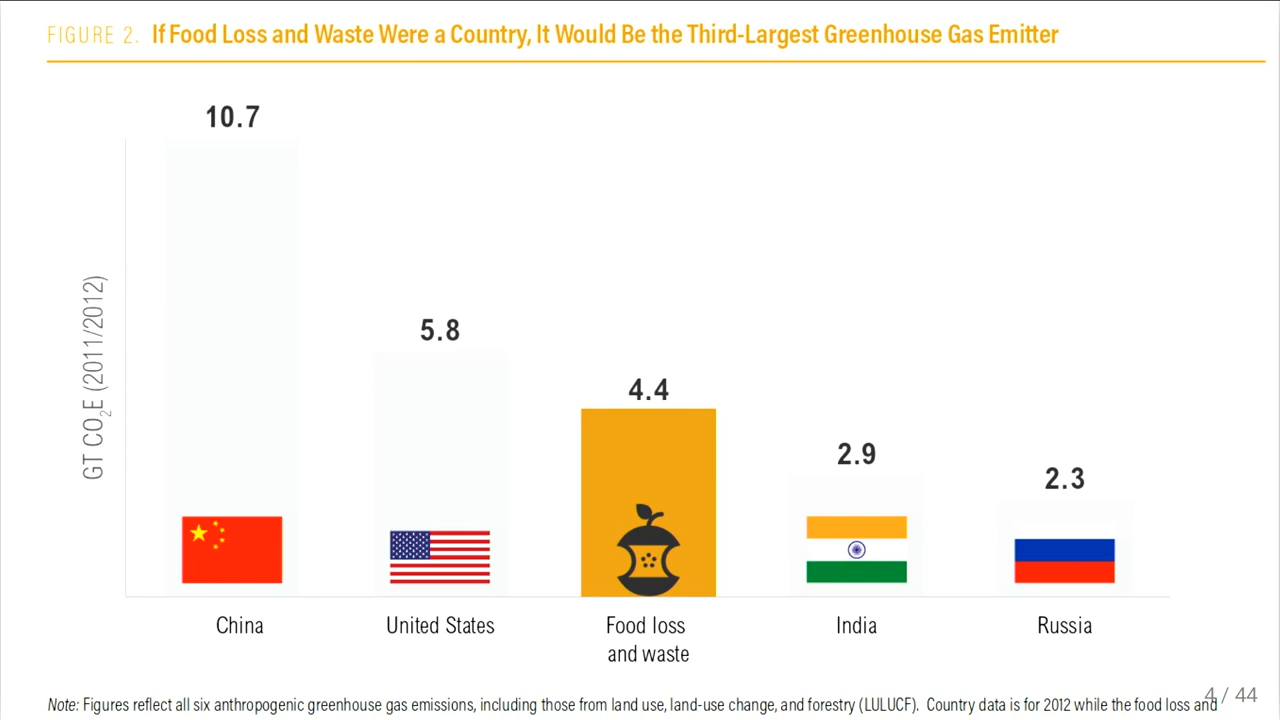 FIGURE 2. If Food Loss and Waste Were a Country, It Would Be the Third-Largest Greenhouse Gas Emitter
GT CO2E (2011/2012)
10.7
5.8
4.4
2.9
2.3
China
United States
Food loss
and waste
India
Russia
Note: Figures reflect all six anthropogenic greenhouse gas emissions, including those from land use, land-use change, and forestry (LULUCF). Country data is for 2012 while the food loss and
4 / 44